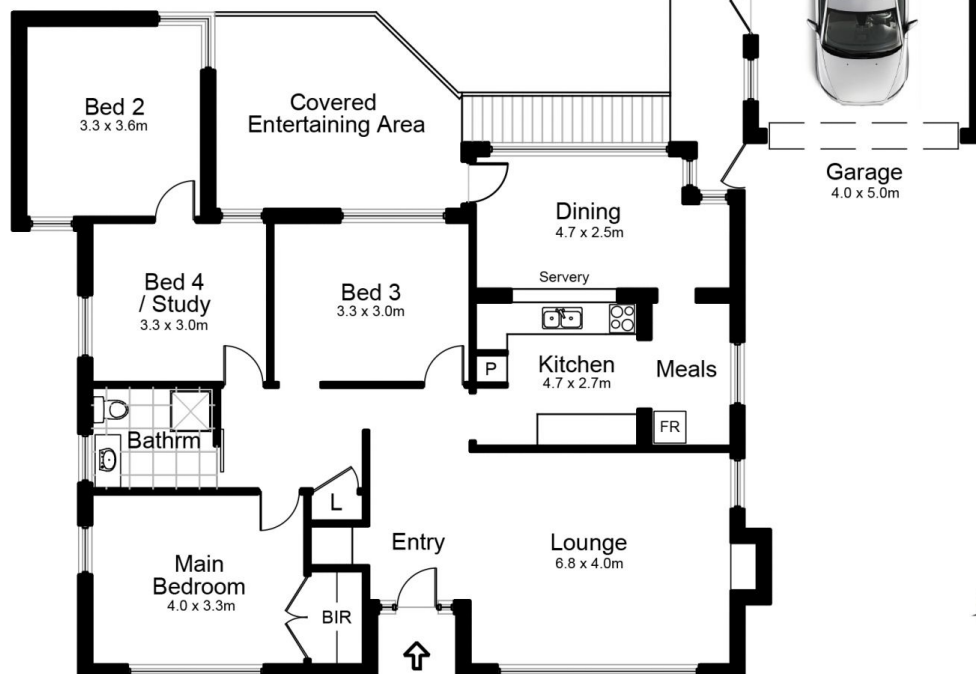 Bed 2
3.3 x 3.6m
Covered
Entertaining Area
Garage
4.0 x 5.0m
Dining
4.7 x 2.5m
Servery
Bed 4
/ Study
3.3 x 3.0m
Bed 3
3.3 x 3.0m
P
Kitchen
4.7 x 2.7m
Meals
FR
Bathrm
L
Entry
Lounge
6.8 x 4.0m
Main
Bedroom
4.0 x 3.3m
BIR